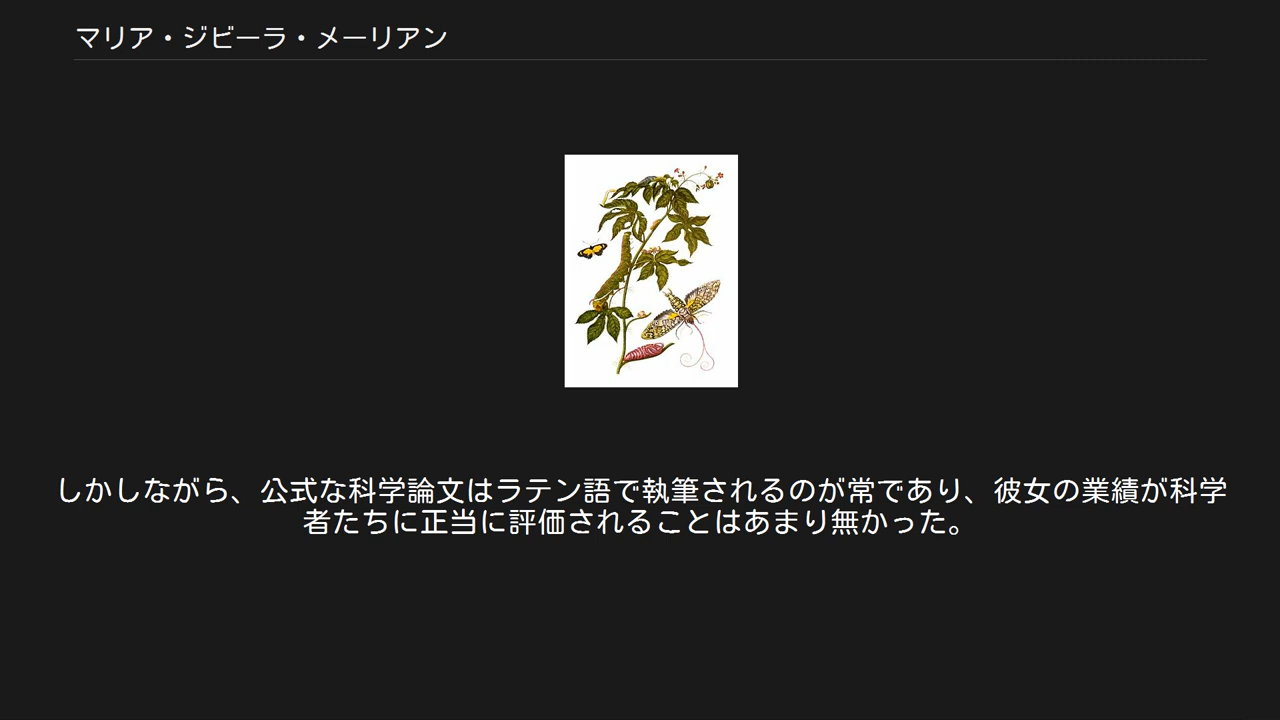 マリア・ジビーラ・メーリアン
しかしながら、公式な科学論文はラテン語で執筆されるのが常であり、彼女の業績が科学
者たちに正当に評価されることはあまり無かった。